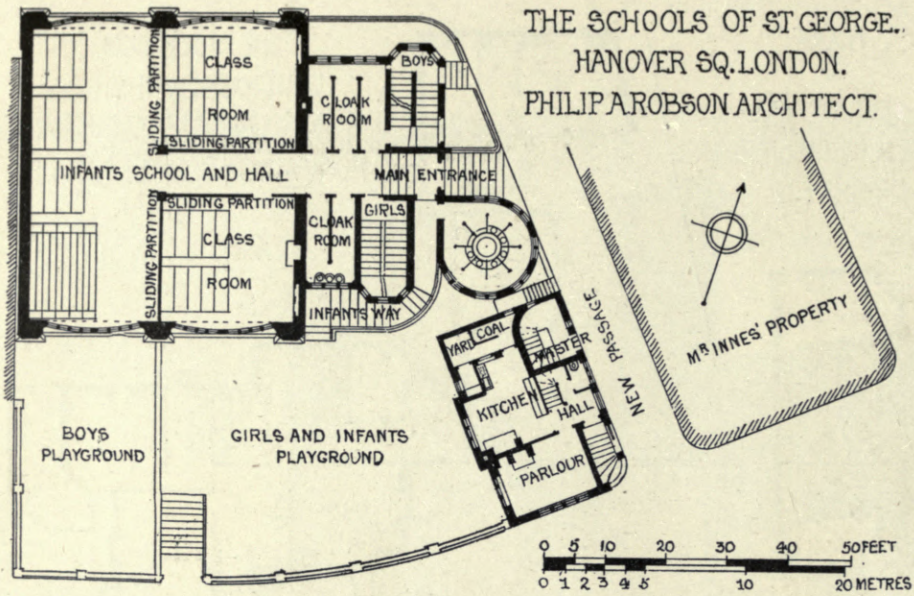 THE SCHOOLS OF ST GEORGE.
HANOVER SQ. LONDON.
PHILIP A. ROBSON ARCHITECT.
BOYS
CLASS
ROOM
SLIDING PARTITION
SLIDING PARTITION
CLOAK
ROOM
INFANTS SCHOOL AND HALL
MAIN ENTRANCE
SLIDING PARTITION
SLIDING PARTITION
CLASS
ROOM
CLOAK
ROOM
GIRLS
INFANTS WAY
YARD
COAL
MASTER
KITCHEN
HALL
PARLOUR
NEW PASSAGE
MR INNES' PROPERTY
BOYS
PLAYGROUND
GIRLS AND INFANTS
PLAYGROUND
0 5 10 20 30 40 50 FEET
0 1 2 3 4 5 10 20 METRES